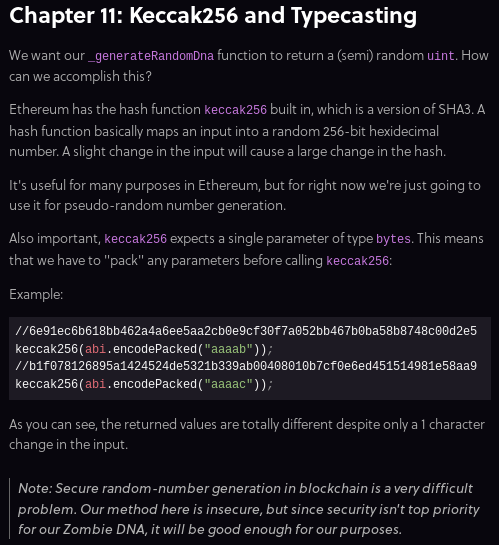 Chapter 11: Keccak256 and Typecasting
We want our _generateRandomDna function to return a (semi) random uint. How
can we accomplish this?
Ethereum has the hash function keccak256 built in, which is a version of SHA3. A
hash function basically maps an input into a random 256-bit hexidecimal
number. A slight change in the input will cause a large change in the hash.
It's useful for many purposes in Ethereum, but for right now we're just going to
use it for pseudo-random number generation.
Also important, keccak256 expects a single parameter of type bytes. This means
that we have to "pack" any parameters before calling keccak256:
Example:
//6e91ec6b618bb462a4a6ee5aa2cb0e9cf30f7a052bb467b0ba58b8748c00d2e5
keccak256(abi.encodePacked("aaaab"));
//b1f078126895a1424524de5321b339ab00408010b7cf0e6ed451514981e58aa9
keccak256(abi.encodePacked("aaaac"));
As you can see, the returned values are totally different despite only a 1 character
change in the input.
Note: Secure random-number generation in blockchain is a very difficult
problem. Our method here is insecure, but since security isn't top priority
for our Zombie DNA, it will be good enough for our purposes.